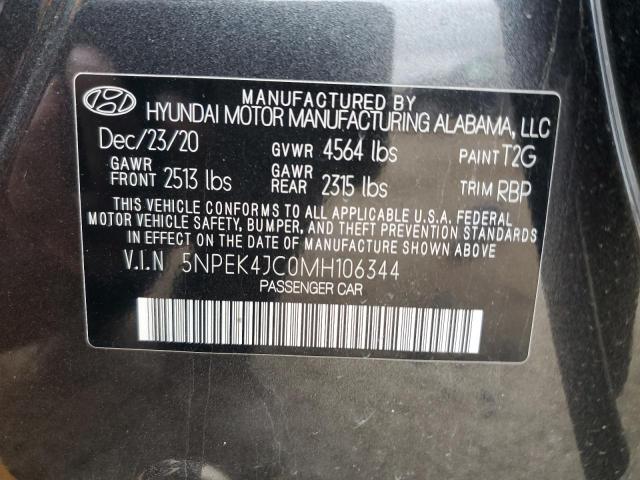 MANUFACTURED BY
HYUNDAI MOTOR MANUFACTURING ALABAMA, LLC
Dec/23/20 GVWR 4564 lbs PAINT T2G
GAWR FRONT 2513 lbs GAWR REAR 2315 lbs TRIM RBP
THIS VEHICLE CONFORMS TO ALL APPLICABLE U.S.A. FEDERAL
MOTOR VEHICLE SAFETY, BUMPER, AND THEFT PREVENTION STANDARDS
IN EFFECT ON THE DATE OF MANUFACTURE SHOWN ABOVE
V.I.N 5NPEK4JC0MH106344
PASSENGER CAR